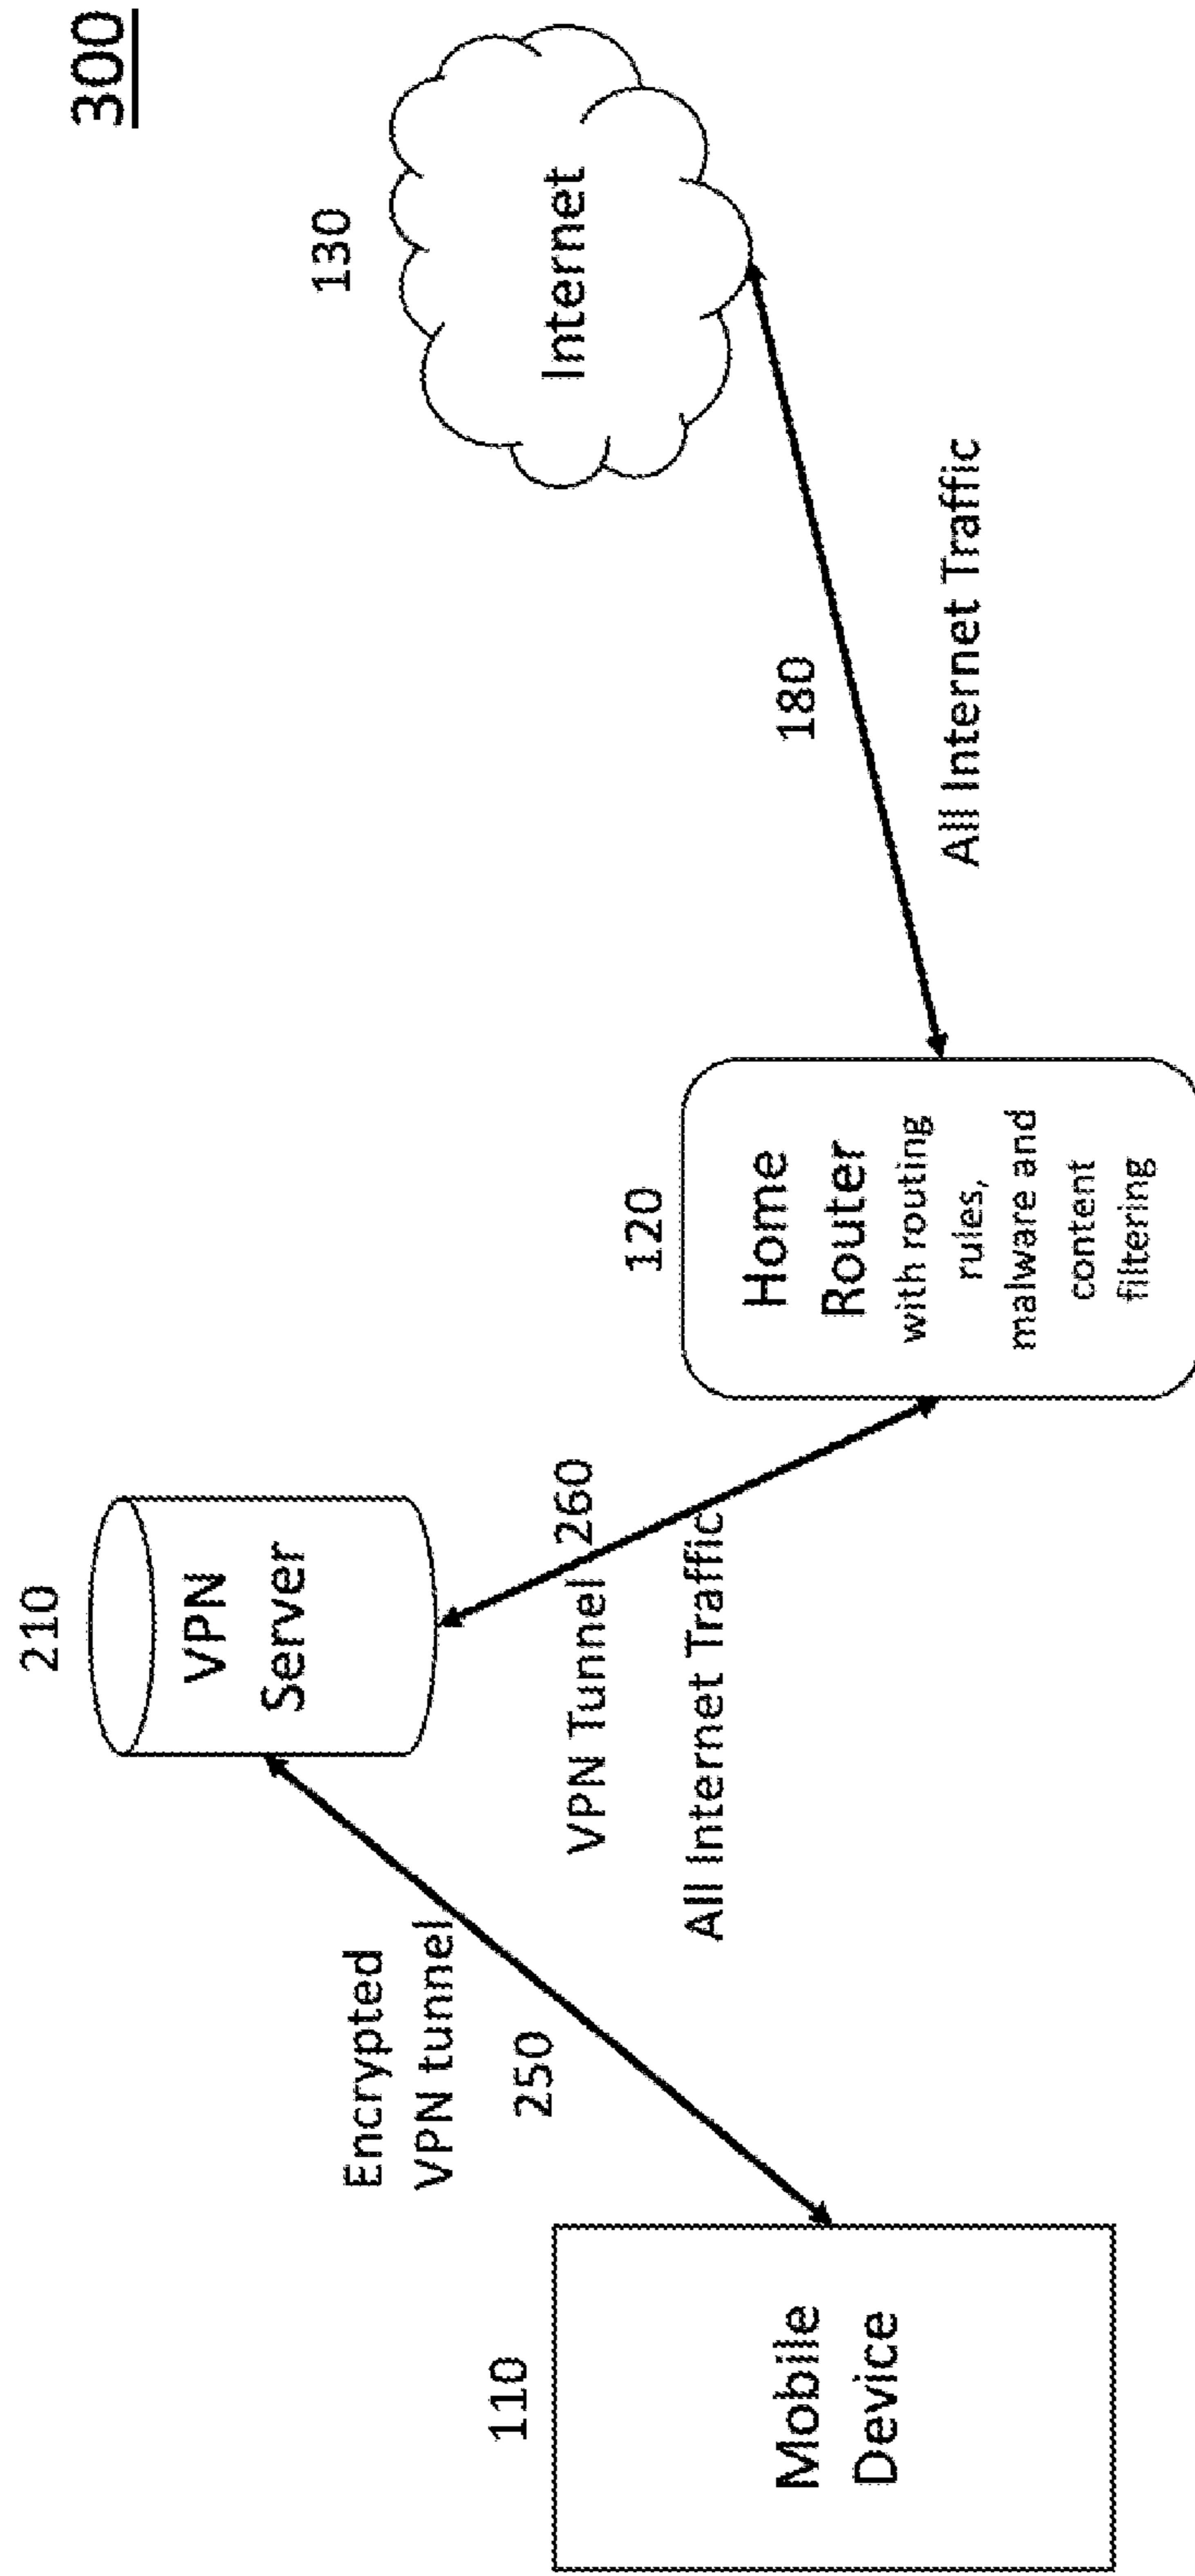 300
210
VPN
Server
130
Internet
Encrypted
VPN tunnel
250
VPN Tunnel 260
All Internet Traffic
180
All Internet Traffic
110
Mobile
Device
120
Home
Router
with routing
rules,
malware and
content
filtering